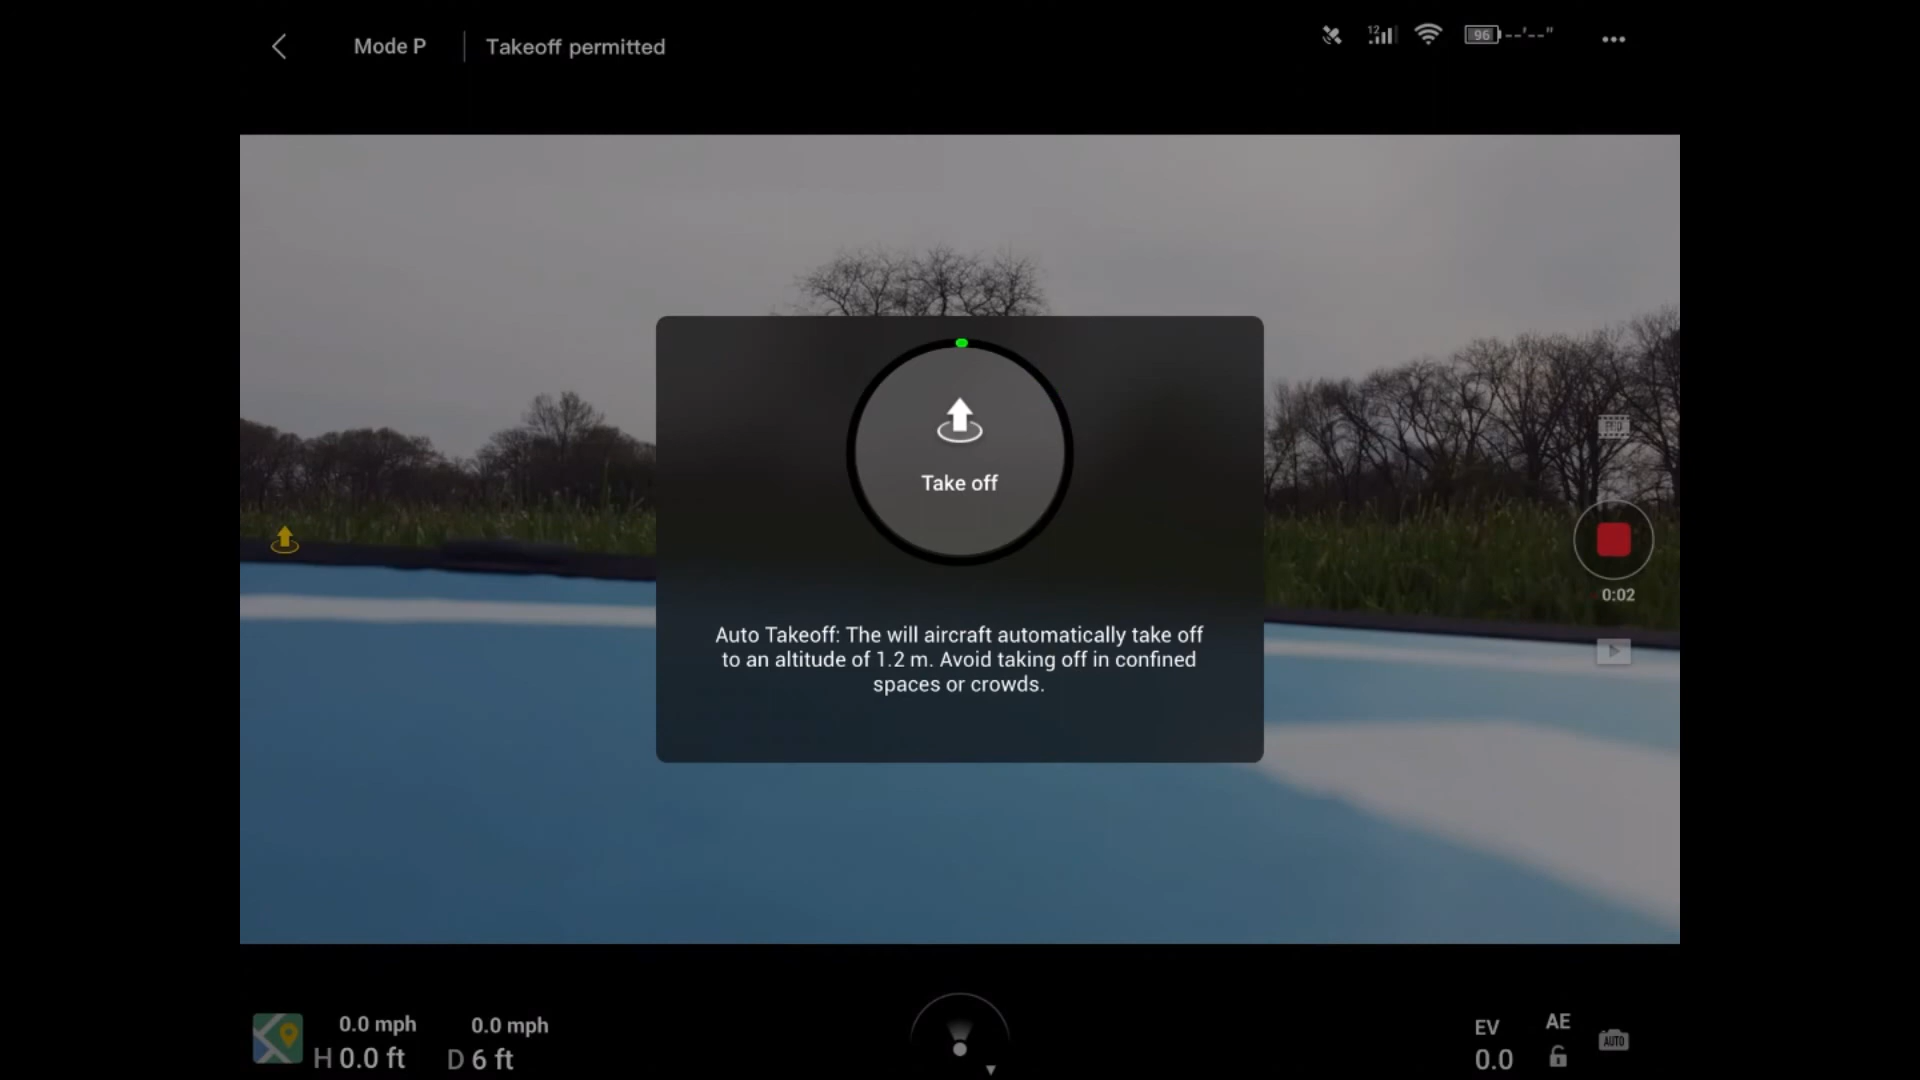 Mode P
Takeoff permitted
12
96
--'--"
Take off
Auto Takeoff: The will aircraft automatically take off
to an altitude of 1.2 m. Avoid taking off in confined
spaces or crowds.
0:02
0.0 mph
0.0 mph
H 0.0 ft
D 6 ft
EV
0.0
AE
AUTO